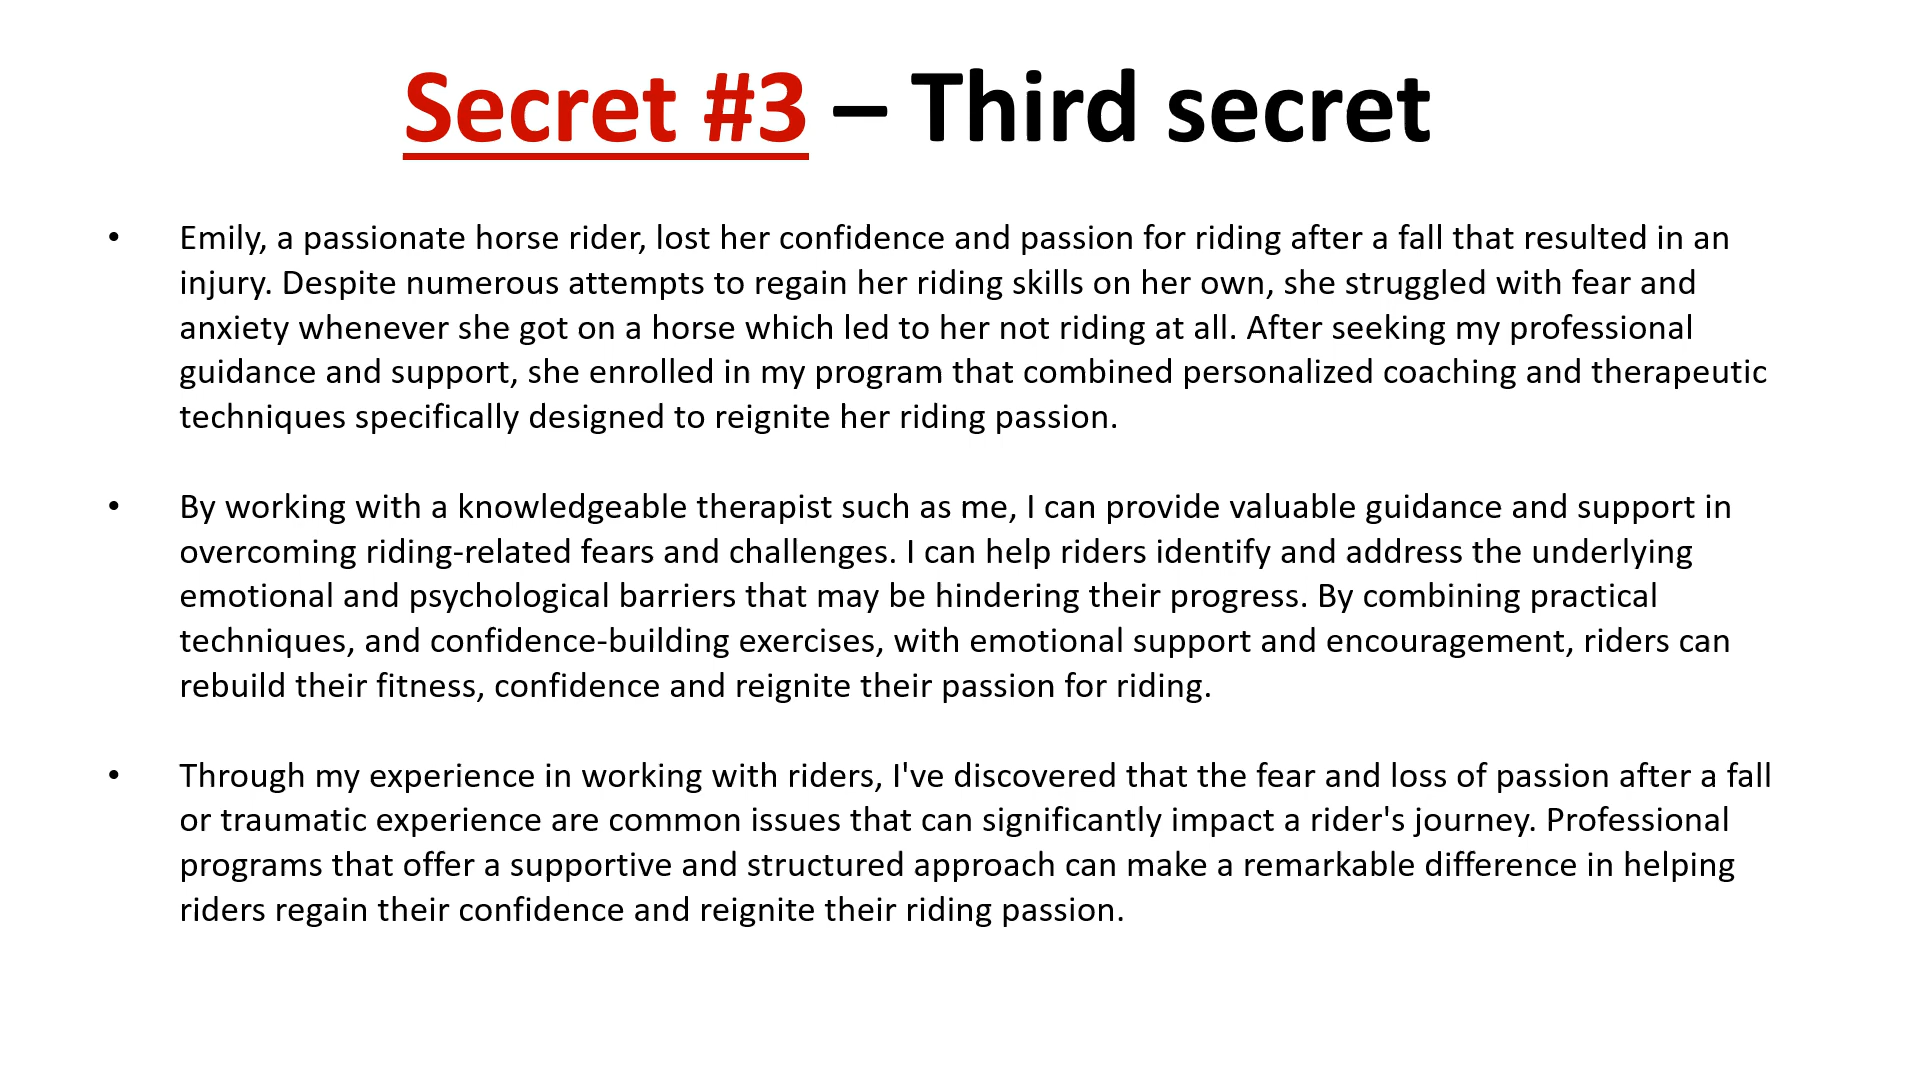 Secret #3 – Third secret
• Emily, a passionate horse rider, lost her confidence and passion for riding after a fall that resulted in an
injury. Despite numerous attempts to regain her riding skills on her own, she struggled with fear and
anxiety whenever she got on a horse which led to her not riding at all. After seeking my professional
guidance and support, she enrolled in my program that combined personalized coaching and therapeutic
techniques specifically designed to reignite her riding passion.
• By working with a knowledgeable therapist such as me, I can provide valuable guidance and support in
overcoming riding-related fears and challenges. I can help riders identify and address the underlying
emotional and psychological barriers that may be hindering their progress. By combining practical
techniques, and confidence-building exercises, with emotional support and encouragement, riders can
rebuild their fitness, confidence and reignite their passion for riding.
• Through my experience in working with riders, I've discovered that the fear and loss of passion after a fall
or traumatic experience are common issues that can significantly impact a rider's journey. Professional
programs that offer a supportive and structured approach can make a remarkable difference in helping
riders regain their confidence and reignite their riding passion.